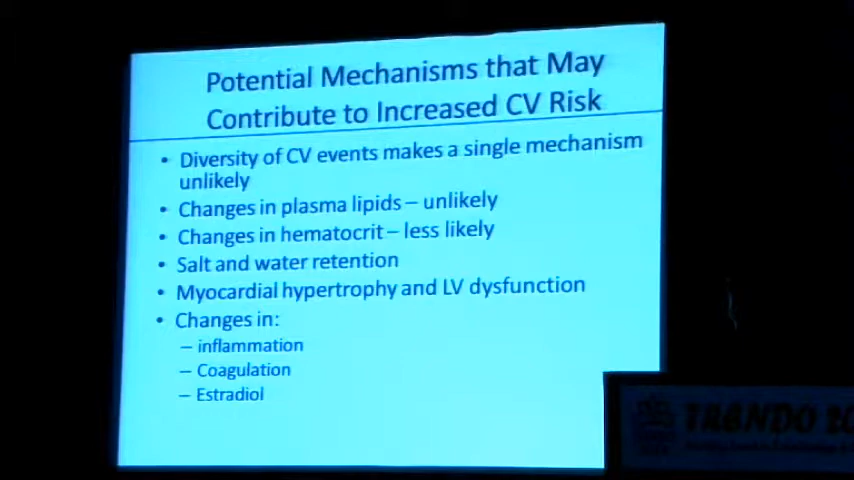 Potential Mechanisms that May
Contribute to Increased CV Risk
• Diversity of CV events makes a single mechanism
unlikely
• Changes in plasma lipids – unlikely
• Changes in hematocrit – less likely
• Salt and water retention
• Myocardial hypertrophy and LV dysfunction
• Changes in:
– inflammation
– Coagulation
– Estradiol
TRENDO 20